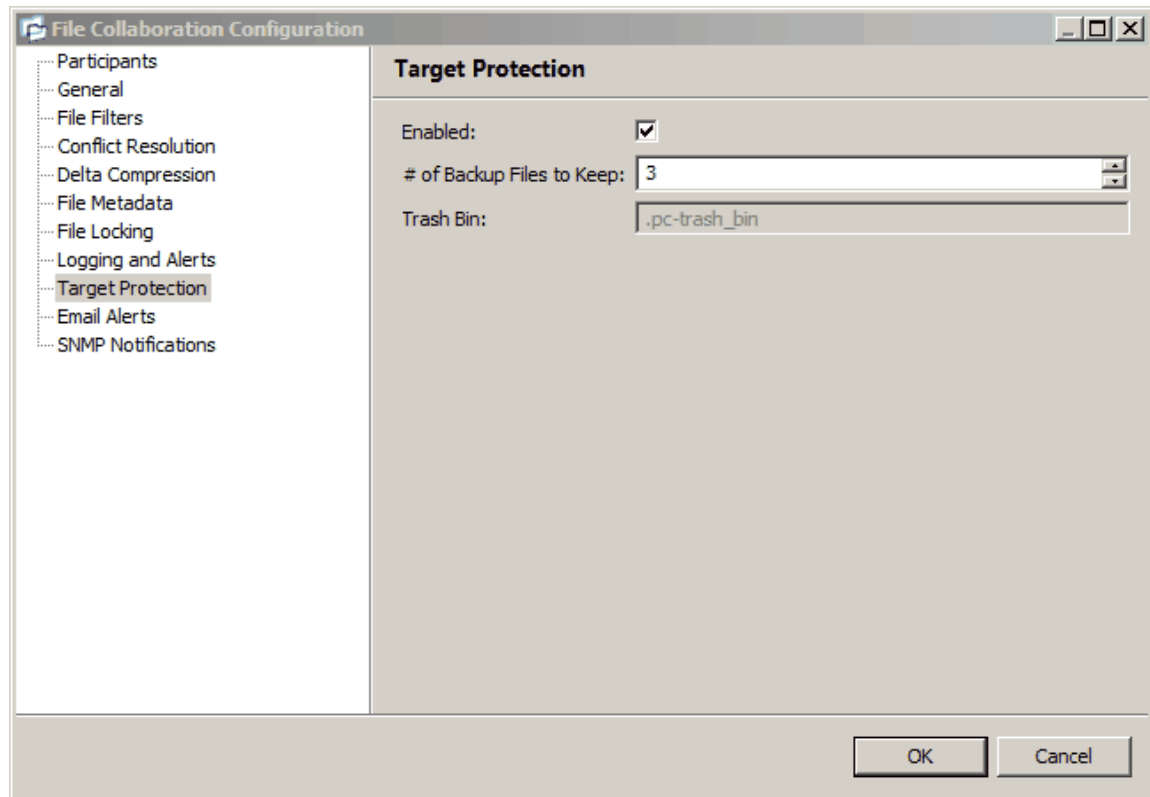 File Collaboration Configuration
Participants
General
File Filters
Conflict Resolution
Delta Compression
File Metadata
File Locking
Logging and Alerts
Target Protection
Email Alerts
SNMP Notifications
Target Protection
Enabled:
# of Backup Files to Keep: 3
Trash Bin: .pc-trash_bin
OK Cancel